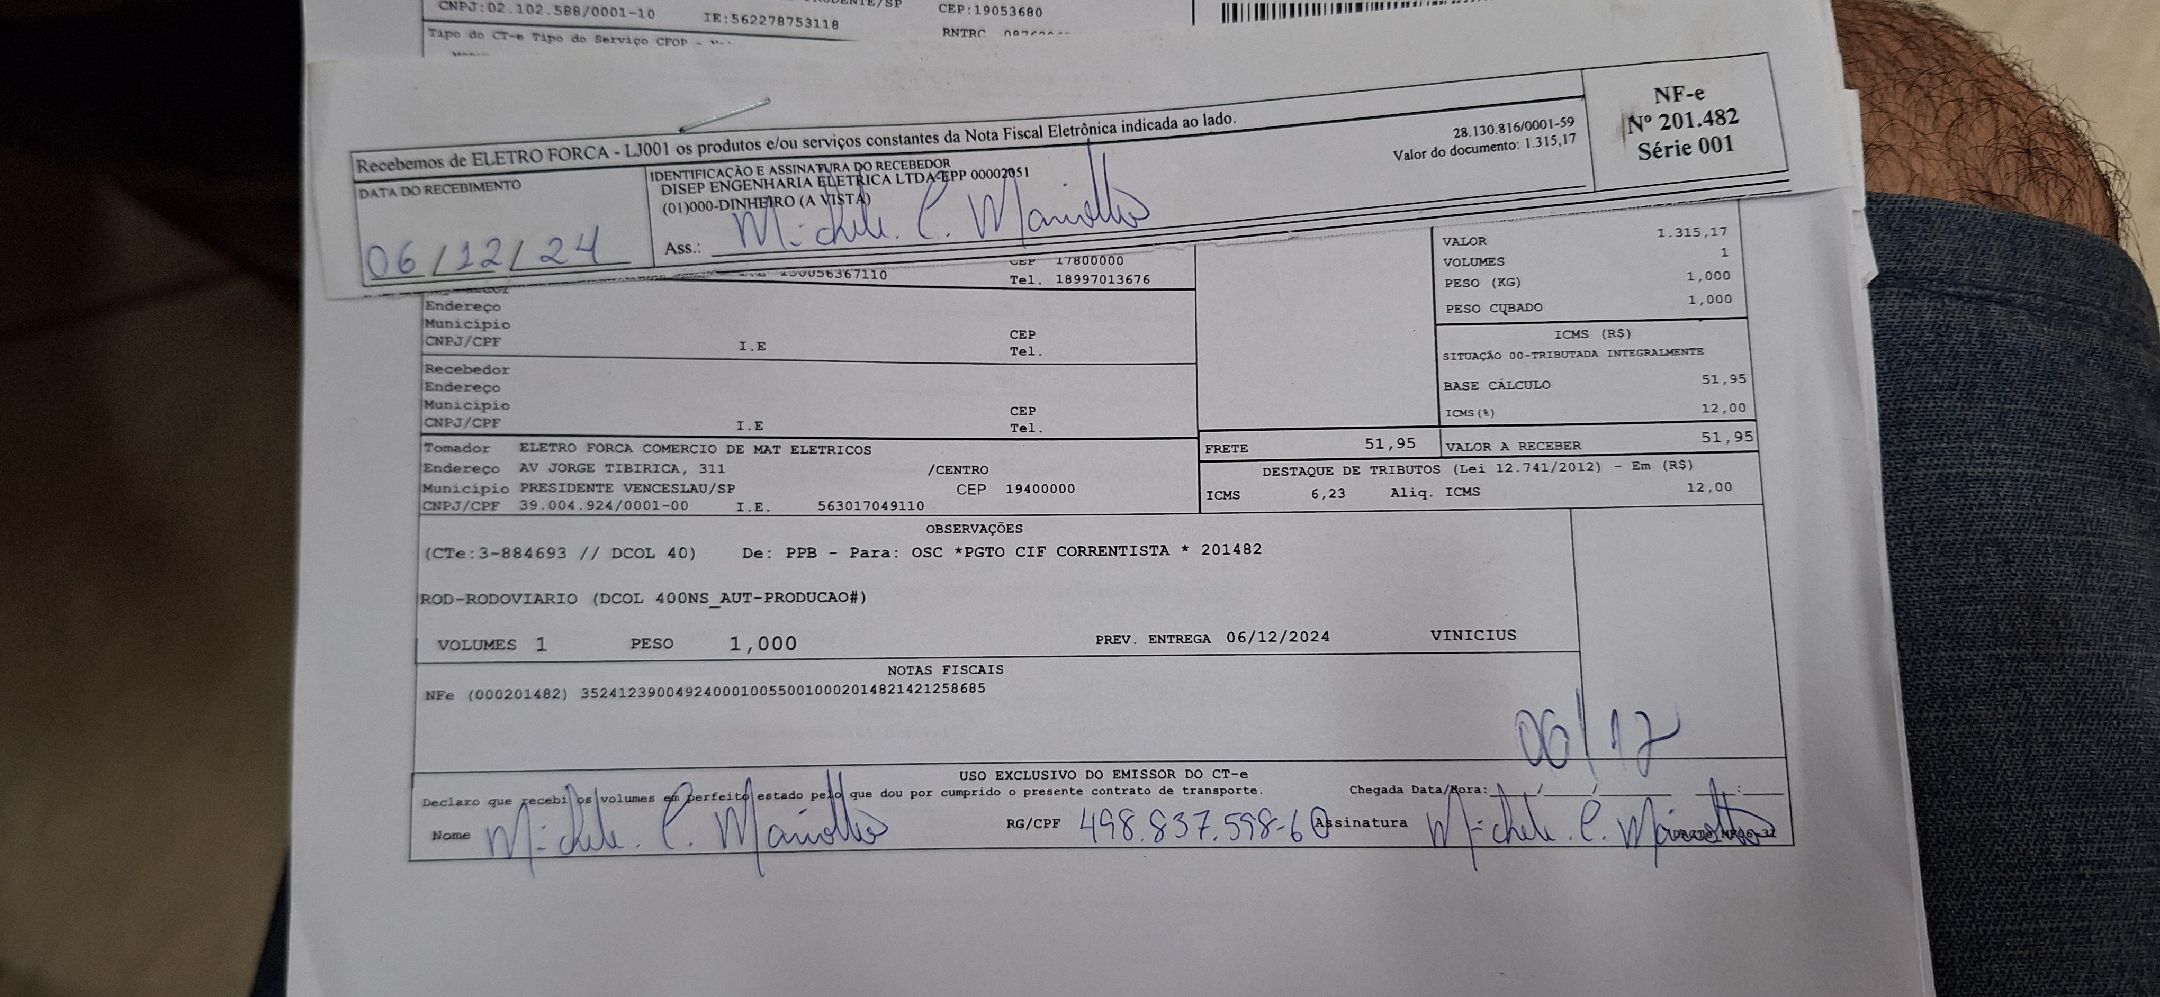 CNPJ:02.102.588/0001-10 IE:562278753118 CEP:19053680
Tipo do CT-e Tipo do Serviço CFOP - RNTRC
Recebemos de ELETRO FORCA - LJ001 os produtos e/ou serviços constantes da Nota Fiscal Eletrônica indicada ao lado.
DATA DO RECEBIMENTO
06/12/24
IDENTIFICAÇÃO E ASSINATURA DO RECEBEDOR
DISEP ENGENHARIA ELETRICA LTDA-EPP 00002051
(01)000-DINHEIRO (A VISTA)
Ass.: Michele. C.
28.130.816/0001-59
Valor do documento: 1.315,17
NF-e
Nº 201.482
Série 001
CEP 17800000
Tel. 18997013676
Endereço
Município CEP
CNPJ/CPF I.E Tel.
Recebedor
Endereço
Município CEP
CNPJ/CPF I.E Tel.
VALOR 1.315,17
VOLUMES 1
PESO (KG) 1,000
PESO CUBADO 1,000
ICMS (R$)
SITUAÇÃO 00-TRIBUTADA INTEGRALMENTE
BASE CÁLCULO 51,95
ICMS(%) 12,00
Tomador ELETRO FORCA COMERCIO DE MAT ELETRICOS
Endereço AV JORGE TIBIRICA, 311 /CENTRO
Município PRESIDENTE VENCESLAU/SP CEP 19400000
CNPJ/CPF 39.004.924/0001-00 I.E. 563017049110
FRETE 51,95 VALOR A RECEBER 51,95
DESTAQUE DE TRIBUTOS (Lei 12.741/2012) - Em (R$)
ICMS 6,23 Aliq. ICMS 12,00
OBSERVAÇÕES
(CTe:3-884693 // DCOL 40) De: PPB - Para: OSC *PGTO CIF CORRENTISTA * 201482
ROD-RODOVIARIO (DCOL 400NS_AUT-PRODUCAO#)
VOLUMES 1 PESO 1,000 PREV. ENTREGA 06/12/2024 VINICIUS
NOTAS FISCAIS
NFe (000201482) 35241239004924000100550010002014821421258685
06/12
USO EXCLUSIVO DO EMISSOR DO CT-e
Declaro que recebi os volumes em perfeito estado pelo que dou por cumprido o presente contrato de transporte. Chegada Data/Hora: __/__/____ __:__
Nome Michele. C. RG/CPF 498.837.598-60 Assinatura Michele. C.